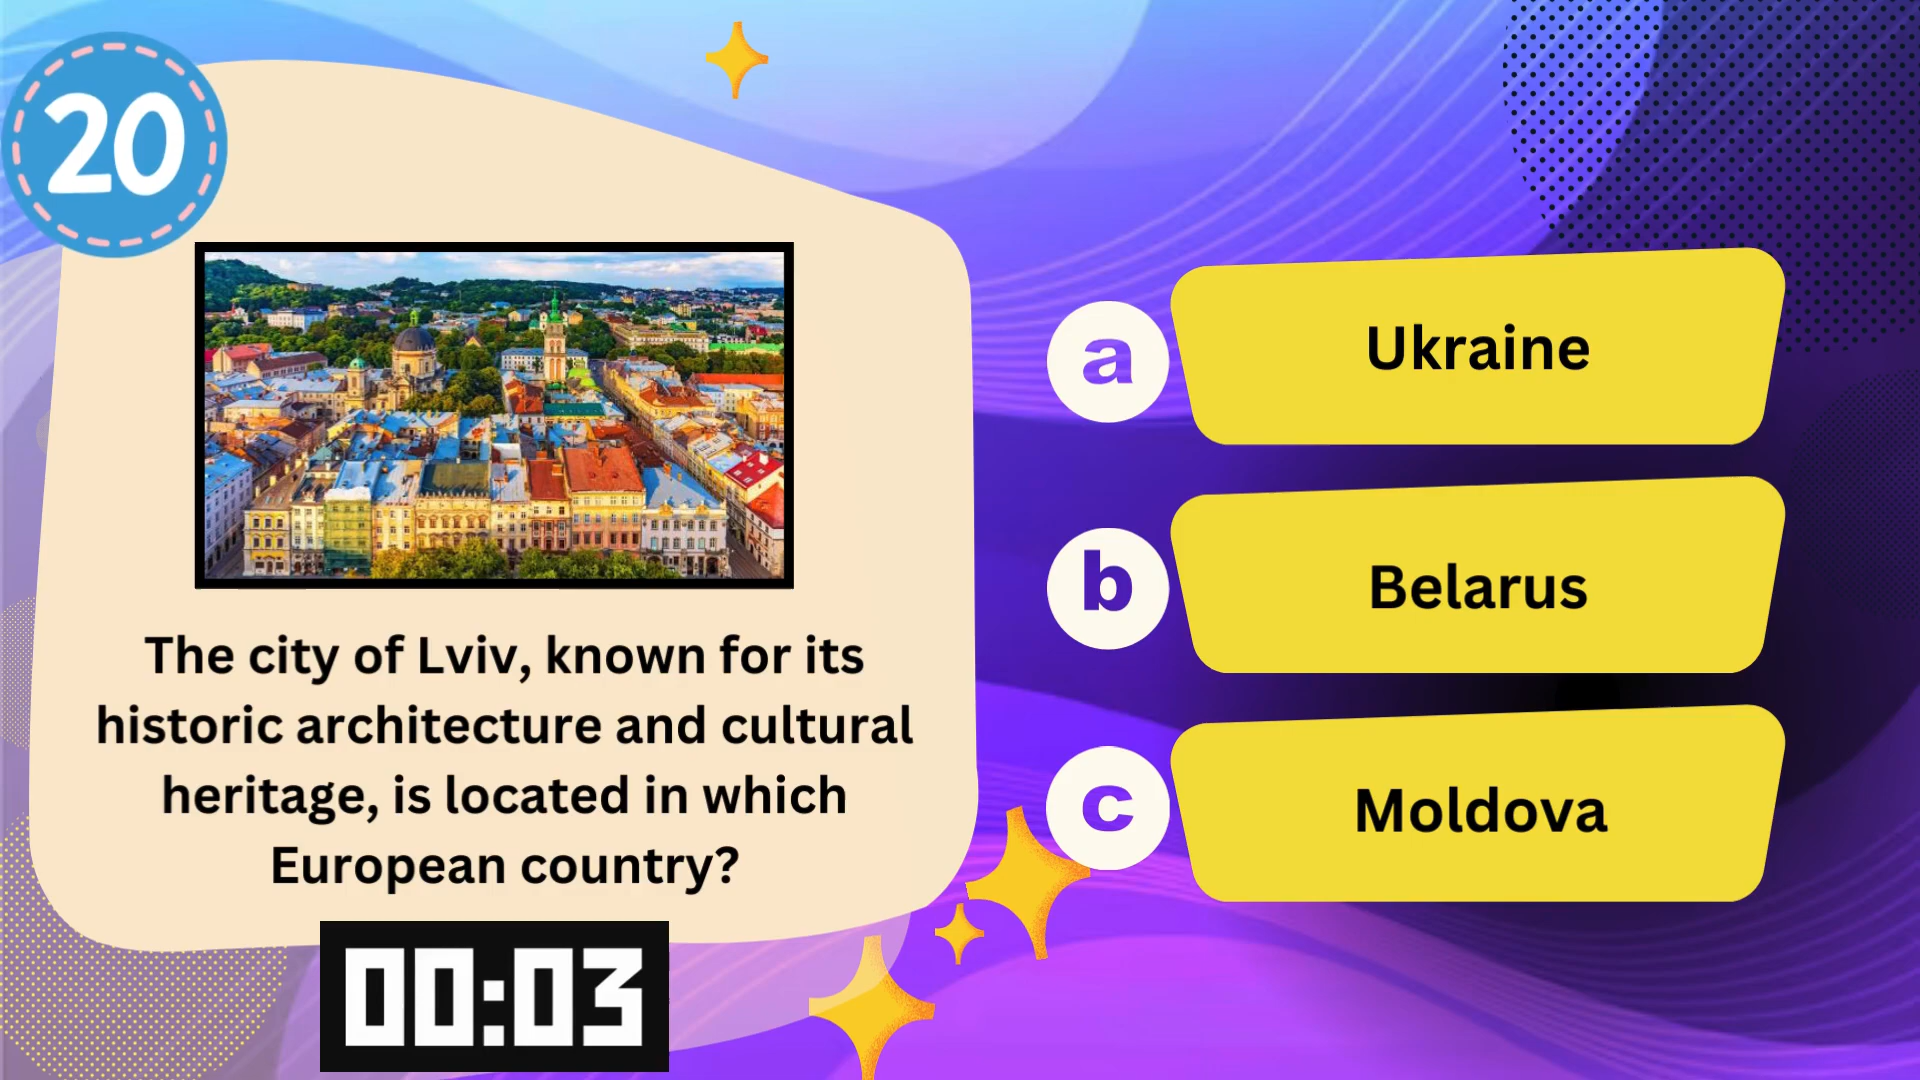 20
The city of Lviv, known for its
historic architecture and cultural
heritage, is located in which
European country?
00:03
a
Ukraine
b
Belarus
c
Moldova